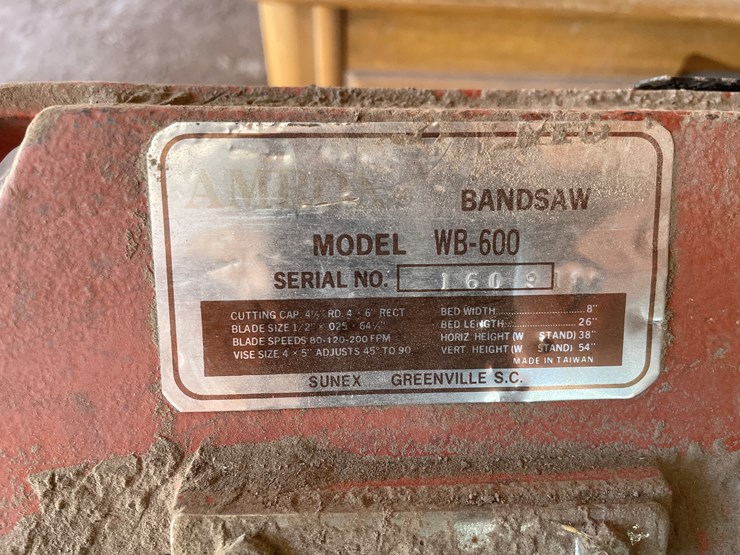 BANDSAW
MODEL WB-600
SERIAL NO. 1609
CUTTING CAP. 4½" RD. 4 × 6" RECT
BLADE SIZE 1/2" × 025 × 64½"
BLADE SPEEDS 80-120-200 FPM
VISE SIZE 4 × 5" ADJUSTS 45° TO 90
BED WIDTH 8"
BED LENGTH 26"
HORIZ HEIGHT (W STAND) 38"
VERT HEIGHT (W STAND) 54"
MADE IN TAIWAN
SUNEX GREENVILLE S.C.